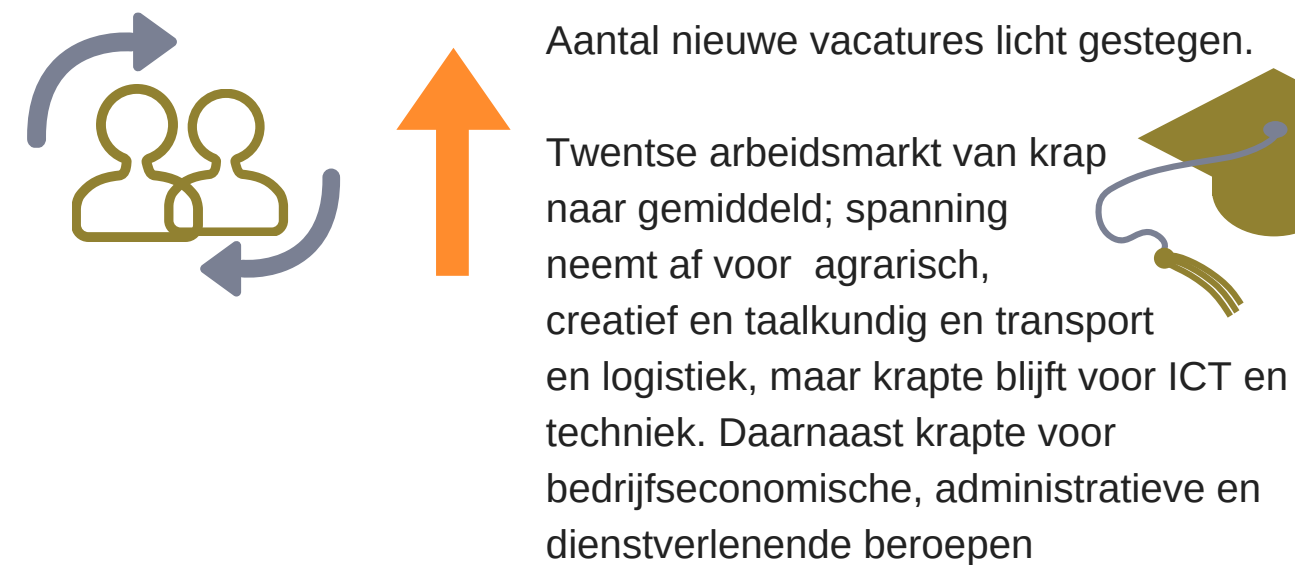 Aantal nieuwe vacatures licht gestegen.
Twentse arbeidsmarkt van krap
naar gemiddeld; spanning
neemt af voor  agrarisch,
creatief en taalkundig en transport
en logistiek, maar krapte blijft voor ICT en
techniek. Daarnaast krapte voor
bedrijfseconomische, administratieve en
dienstverlenende beroepen